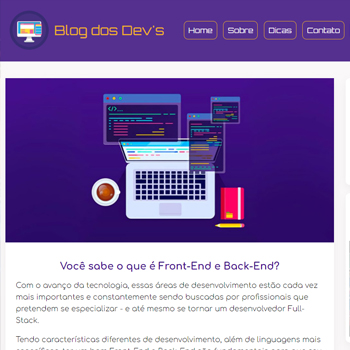 Blog dos Dev's
Home Sobre Dicas Contato
Você sabe o que é Front-End e Back-End?
Com o avanço da tecnologia, essas áreas de desenvolvimento estão cada vez
mais importantes e constantemente sendo buscadas por profissionais que
pretendem se especializar - e até mesmo se tornar um desenvolvedor Full-
Stack.
Tendo características diferentes de desenvolvimento, além de linguagens mais